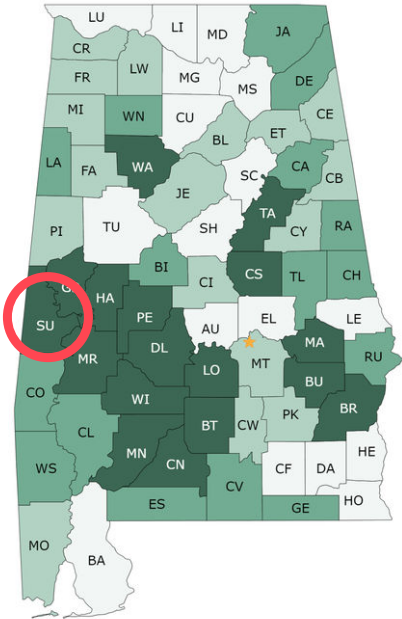 LU
LI
MD
JA
CR
LW
FR
MG
MS
DE
MI
WN
CU
BL
ET
CE
LA
FA
WA
SC
CA
CB
JE
TA
PI
TU
SH
CY
RA
BI
CI
CS
TL
CH
G
HA
PE
SU
AU
EL
LE
MR
DL
LO
MT
MA
RU
CO
WI
BU
BR
CL
BT
CW
PK
WS
MN
CN
CV
CF
DA
HE
ES
GE
HO
MO
BA